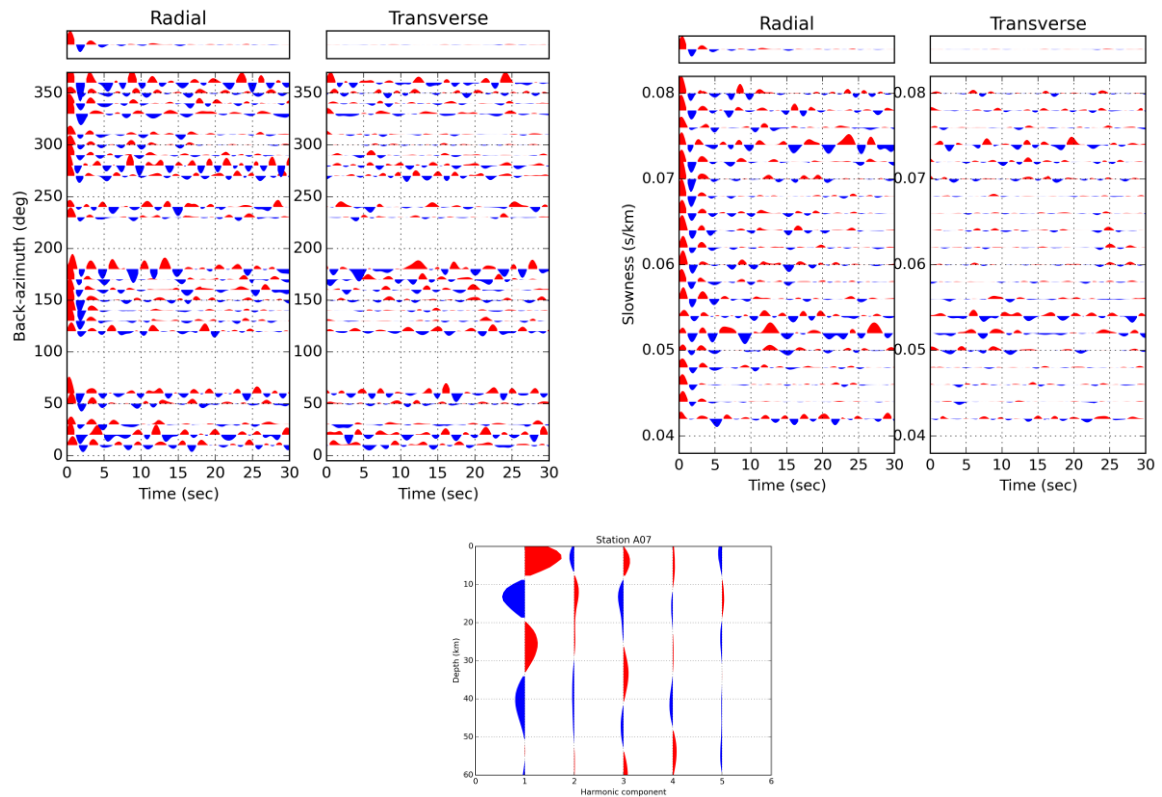 Radial Transverse
350
300
250
200
150
100
50
0
350
300
250
200
150
100
50
0
Back-azimuth (deg)
0 5 10 15 20 25 30
0 5 10 15 20 25 30
Time (sec) Time (sec)
Radial Transverse
0.08
0.07
0.06
0.05
0.04
0.08
0.07
0.06
0.05
0.04
Slowness (s/km)
0 5 10 15 20 25 30
0 5 10 15 20 25 30
Time (sec) Time (sec)
Station A07
0
10
20
30
40
50
60
Depth (km)
0 1 2 3 4 5 6
Harmonic component